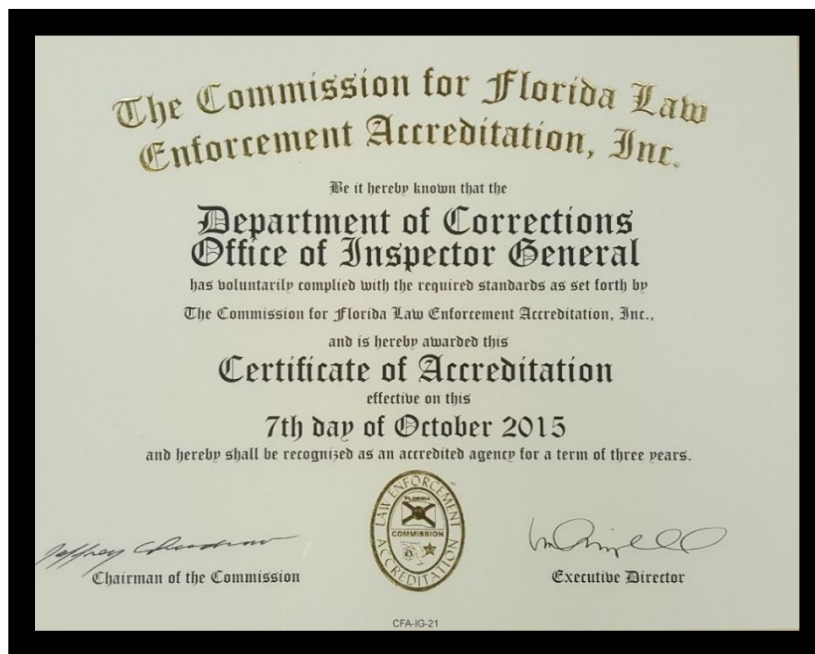 The Commission for Florida Law
Enforcement Accreditation, Inc.
Be it hereby known that the
Department of Corrections
Office of Inspector General
has voluntarily complied with the required standards as set forth by
The Commission for Florida Law Enforcement Accreditation, Inc.,
and is hereby awarded this
Certificate of Accreditation
effective on this
7th day of October 2015
and hereby shall be recognized as an accredited agency for a term of three years.
LAW ENFORCEMENT
FLORIDA
COMMISSION
ACCREDITATION
Jeffrey
Chairman of the Commission
Executive Director
CFA-IG-21